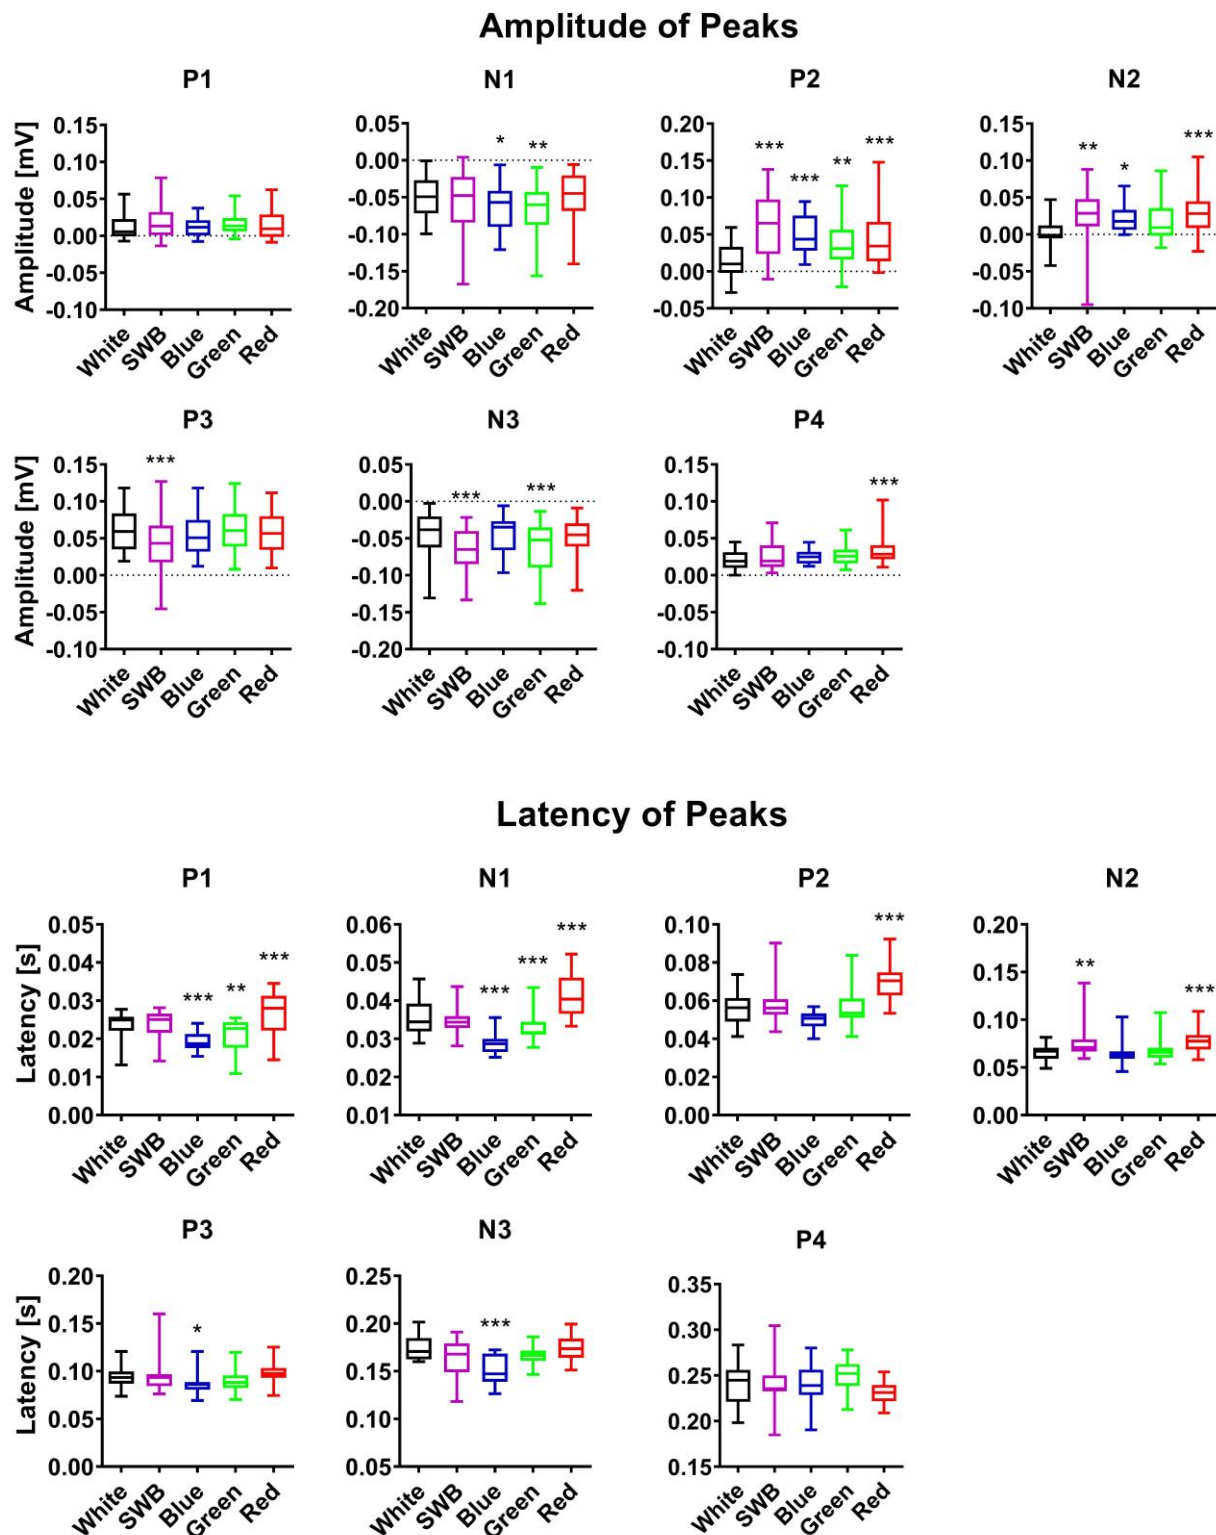 Amplitude of Peaks
P1
N1
P2
N2
Amplitude [mV]
0.15
0.10
0.05
0.00
-0.05
-0.10
White
SWB
Blue
Green
Red
0.05
0.00
-0.05
-0.10
-0.15
-0.20
*
**
White
SWB
Blue
Green
Red
0.20
0.15
0.10
0.05
0.00
-0.05
***
***
**
***
White
SWB
Blue
Green
Red
0.15
0.10
0.05
0.00
-0.05
-0.10
**
*
***
White
SWB
Blue
Green
Red
P3
N3
P4
Amplitude [mV]
0.15
0.10
0.05
0.00
-0.05
-0.10
***
White
SWB
Blue
Green
Red
0.05
0.00
-0.05
-0.10
-0.15
-0.20
***
***
White
SWB
Blue
Green
Red
0.15
0.10
0.05
0.00
-0.05
-0.10
***
White
SWB
Blue
Green
Red
Latency of Peaks
P1
N1
P2
N2
Latency [s]
0.05
0.04
0.03
0.02
0.01
0.00
***
**
***
White
SWB
Blue
Green
Red
0.06
0.05
0.04
0.03
0.02
0.01
***
***
***
White
SWB
Blue
Green
Red
0.10
0.08
0.06
0.04
0.02
0.00
***
White
SWB
Blue
Green
Red
0.20
0.15
0.10
0.05
0.00
**
***
White
SWB
Blue
Green
Red
P3
N3
P4
Latency [s]
0.20
0.15
0.10
0.05
0.00
*
White
SWB
Blue
Green
Red
0.25
0.20
0.15
0.10
0.05
***
White
SWB
Blue
Green
Red
0.35
0.30
0.25
0.20
0.15
White
SWB
Blue
Green
Red